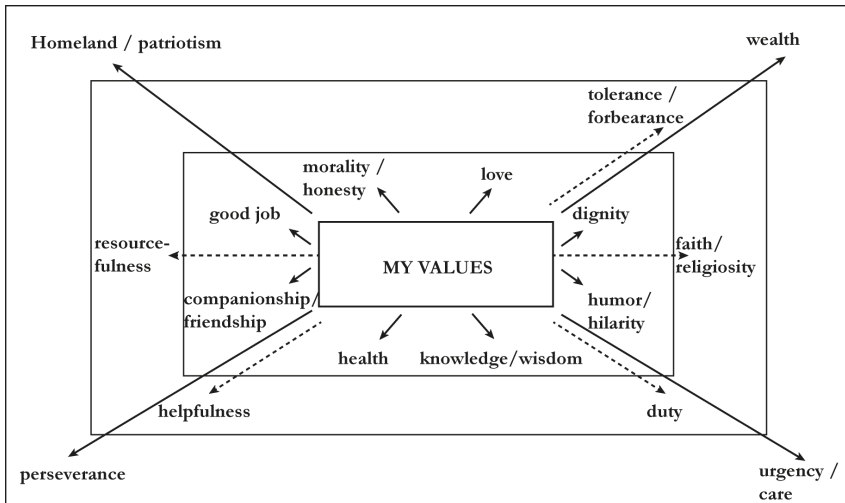 Homeland / patriotism
wealth
tolerance /
forbearance
morality /
honesty
love
good job
dignity
resource-
fulness
MY VALUES
faith/
religiosity
companionship/
friendship
humor/
hilarity
health
knowledge/wisdom
helpfulness
duty
perseverance
urgency /
care